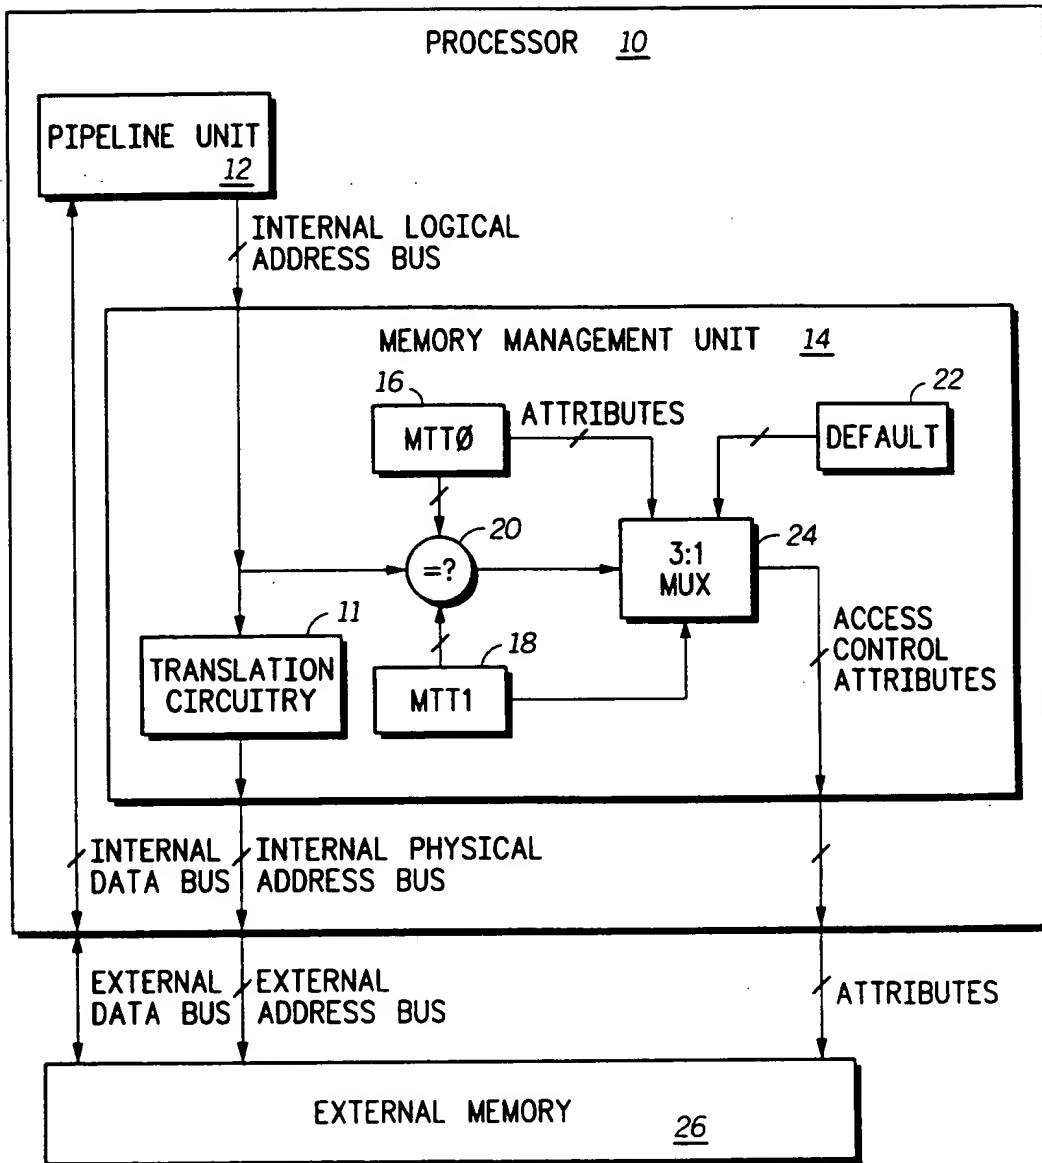 PROCESSOR 10
PIPELINE UNIT
12
INTERNAL LOGICAL
ADDRESS BUS
MEMORY MANAGEMENT UNIT 14
16
MTTØ
ATTRIBUTES
22
DEFAULT
20
=?
3:1
MUX
24
11
TRANSLATION
CIRCUITRY
18
MTT1
ACCESS
CONTROL
ATTRIBUTES
INTERNAL
DATA BUS
INTERNAL PHYSICAL
ADDRESS BUS
EXTERNAL
DATA BUS
EXTERNAL
ADDRESS BUS
ATTRIBUTES
EXTERNAL MEMORY
26